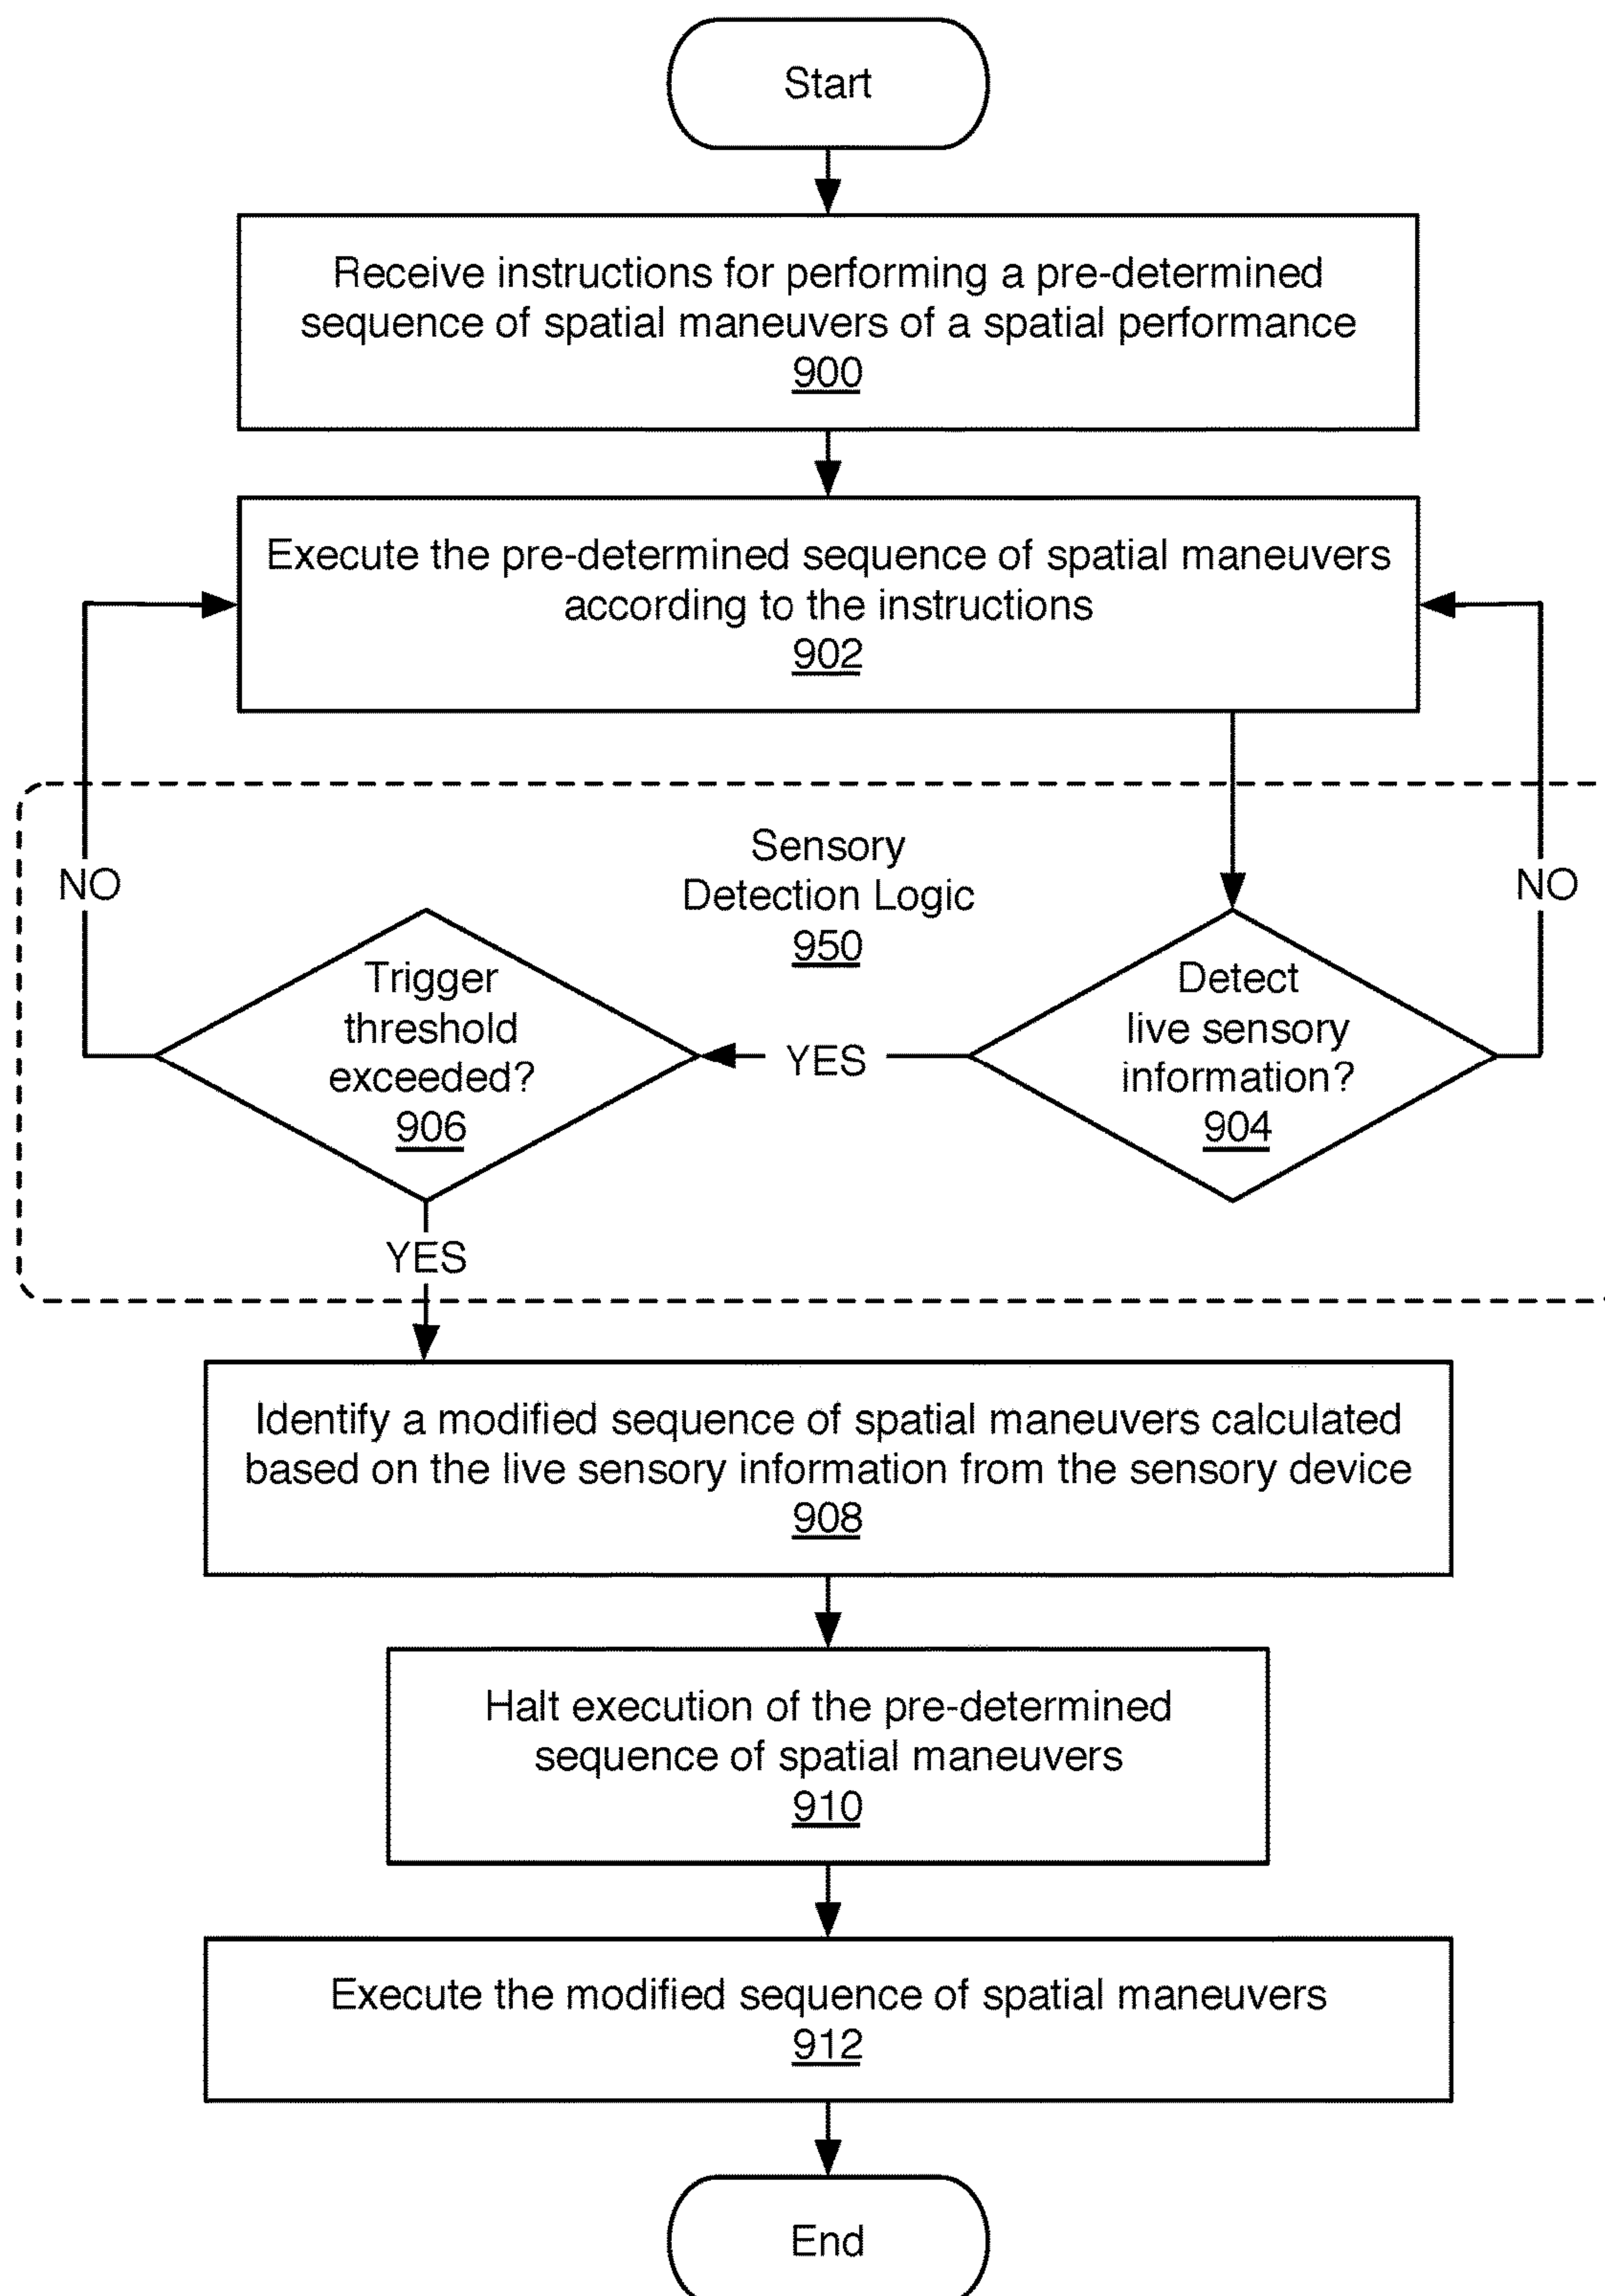 Start
Receive instructions for performing a pre-determined
sequence of spatial maneuvers of a spatial performance
900
Execute the pre-determined sequence of spatial maneuvers
according to the instructions
902
Sensory
Detection Logic
950
NO
NO
Detect
live sensory
information?
904
YES
Trigger
threshold
exceeded?
906
YES
Identify a modified sequence of spatial maneuvers calculated
based on the live sensory information from the sensory device
908
Halt execution of the pre-determined
sequence of spatial maneuvers
910
Execute the modified sequence of spatial maneuvers
912
End